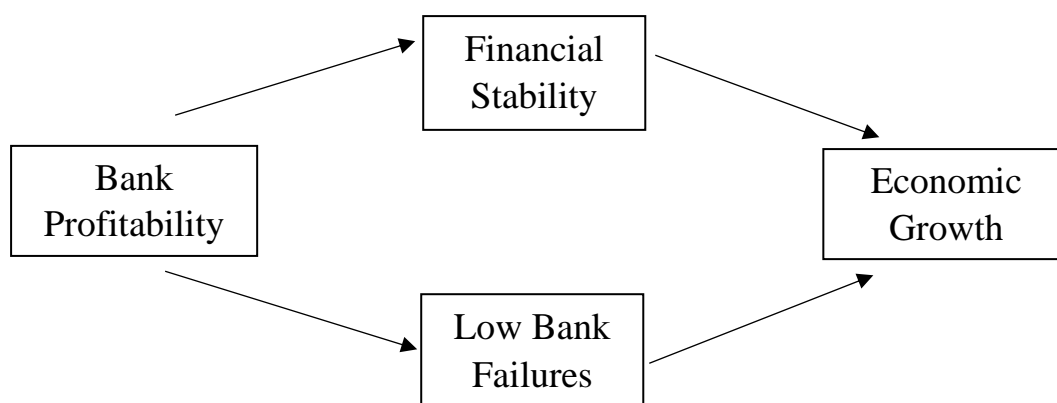 Financial
Stability
Bank
Profitability
Economic
Growth
Low Bank
Failures